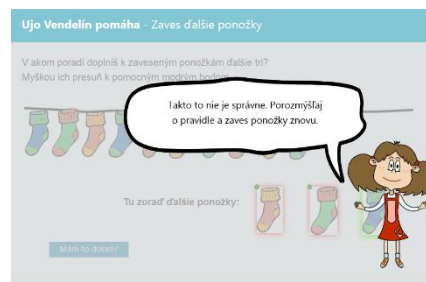 Ujo Vendelín pomáha - Zaves ďalšie ponožky
V akom poradí doplníš k zaveseným ponožkám ďalšie tri?
Myškou ich presuň k pomocným modrým bodom.
Takto to nie je správne. Porozmýšľaj
o pravidle a zaves ponožky znovu.
Tu zoraď ďalšie ponožky:
Mám to dobre?